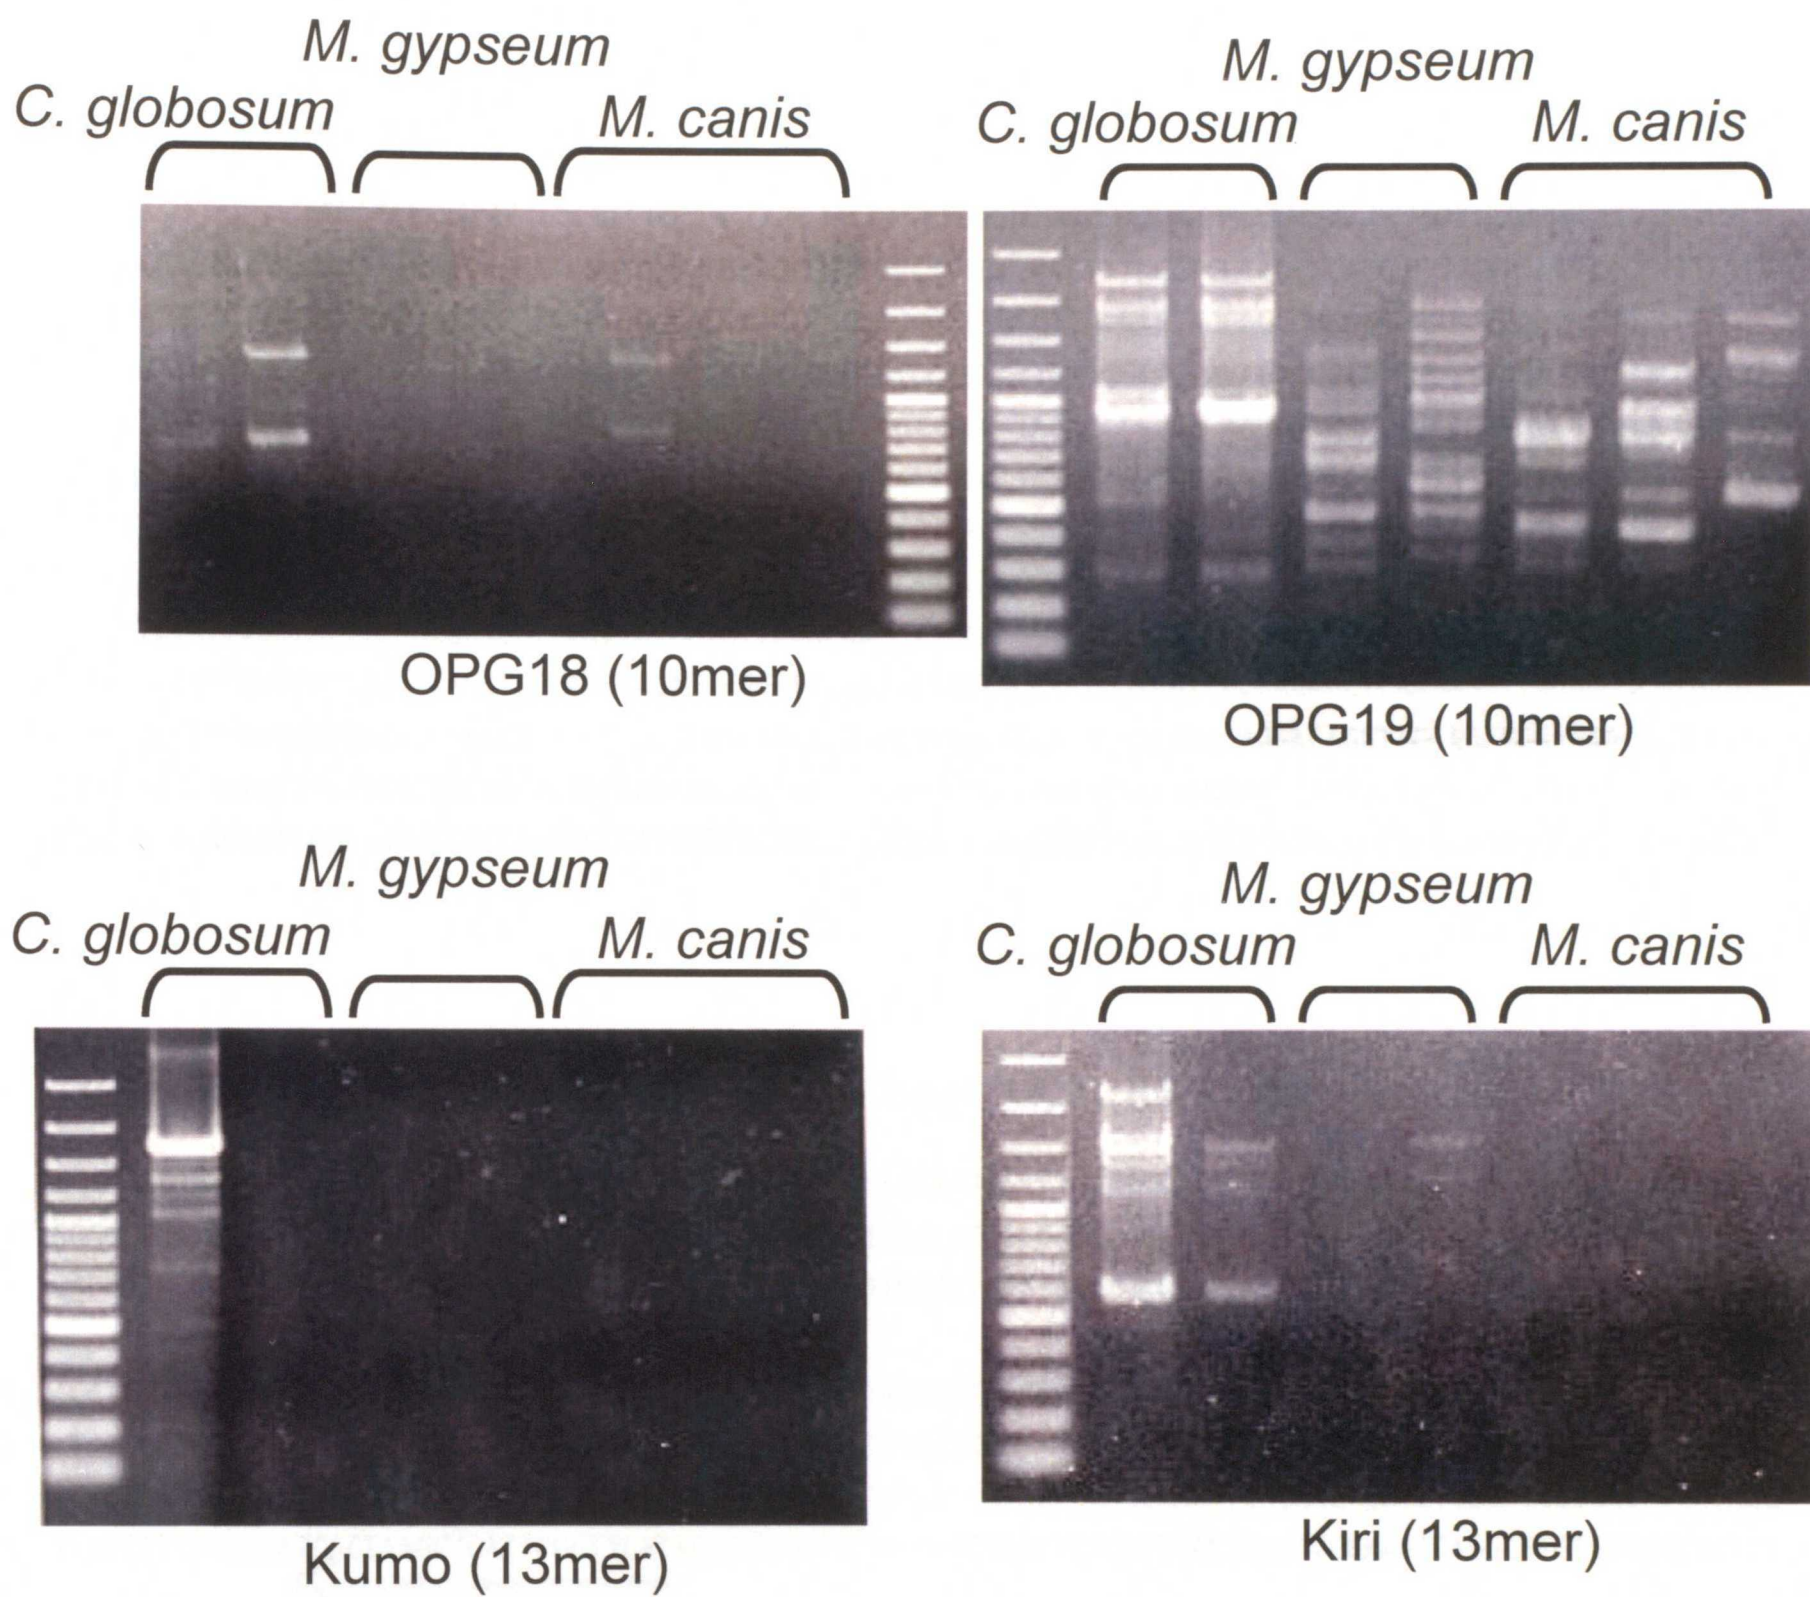 M. gypseum
C. globosum
M. canis
OPG18 (10mer)
M. gypseum
C. globosum
M. canis
OPG19 (10mer)
M. gypseum
C. globosum
M. canis
Kumo (13mer)
M. gypseum
C. globosum
M. canis
Kiri (13mer)